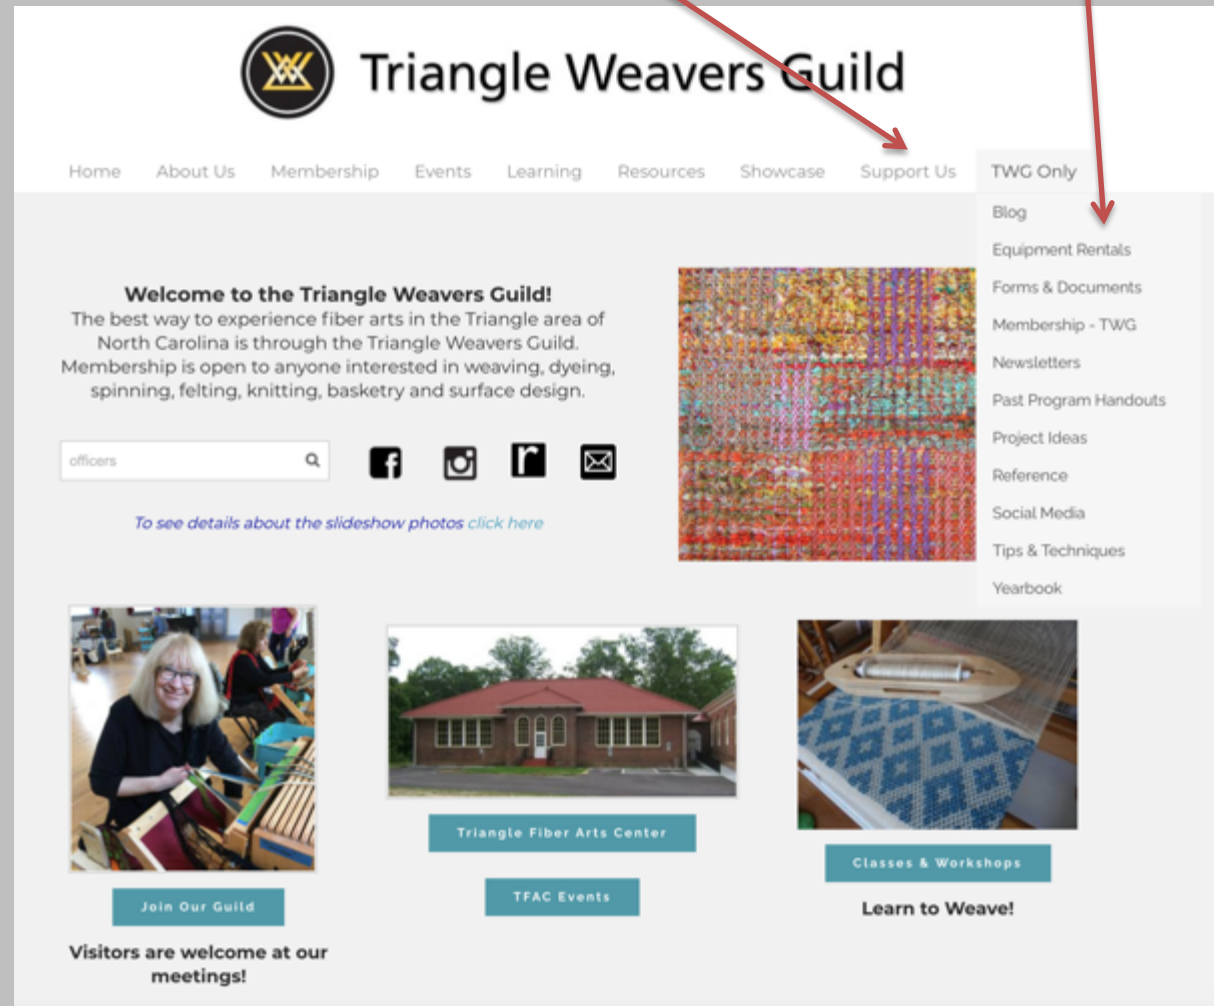 Triangle Weavers Guild
Home About Us Membership Events Learning Resources Showcase Support Us TWG Only
Blog
Equipment Rentals
Forms & Documents
Membership - TWG
Newsletters
Past Program Handouts
Project Ideas
Reference
Social Media
Tips & Techniques
Yearbook
Welcome to the Triangle Weavers Guild!
The best way to experience fiber arts in the Triangle area of
North Carolina is through the Triangle Weavers Guild.
Membership is open to anyone interested in weaving, dyeing,
spinning, felting, knitting, basketry and surface design.
officers
To see details about the slideshow photos click here
Join Our Guild
Visitors are welcome at our
meetings!
Triangle Fiber Arts Center
TFAC Events
Classes & Workshops
Learn to Weave!